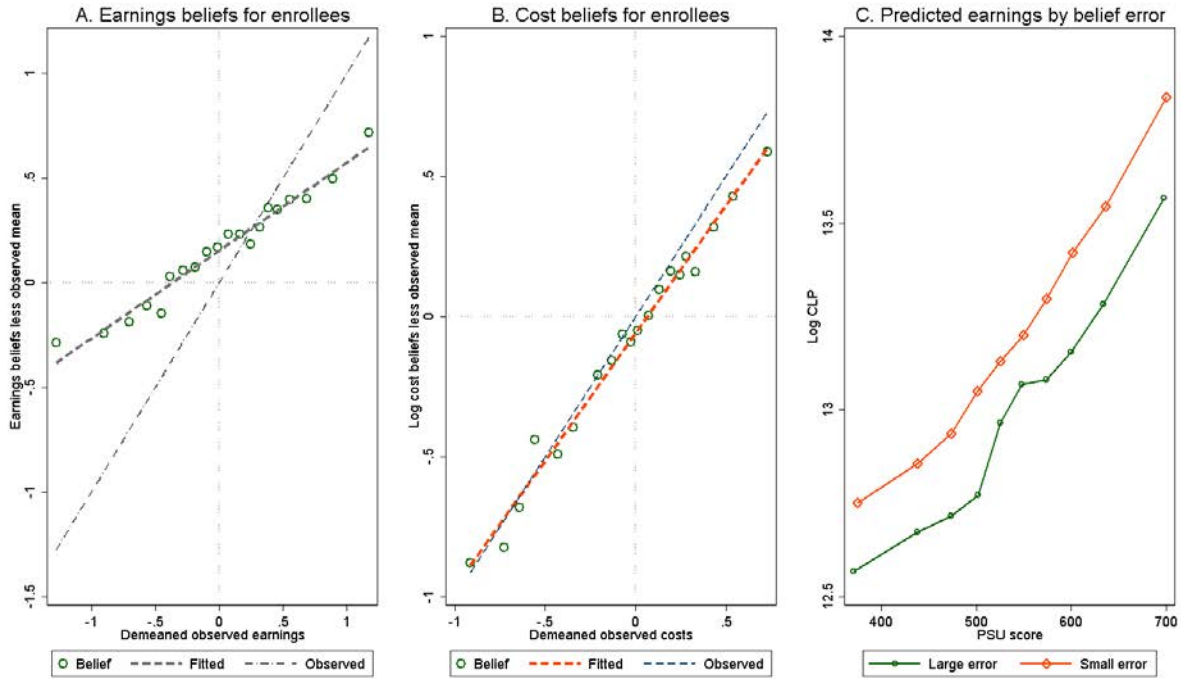 A. Earnings beliefs for enrollees
Earnings beliefs less observed mean
1
.5
0
-.5
-1
-1.5
-1 -.5 0 .5 1
Demeaned observed earnings
Belief Fitted Observed
B. Cost beliefs for enrollees
Log cost beliefs less observed mean
1
.5
0
-.5
-1
-1 -.5 0 .5 1
Demeaned observed costs
Belief Fitted Observed
C. Predicted earnings by belief error
Log CLP
14
13.5
13
12.5
400 500 600 700
PSU score
Large error Small error